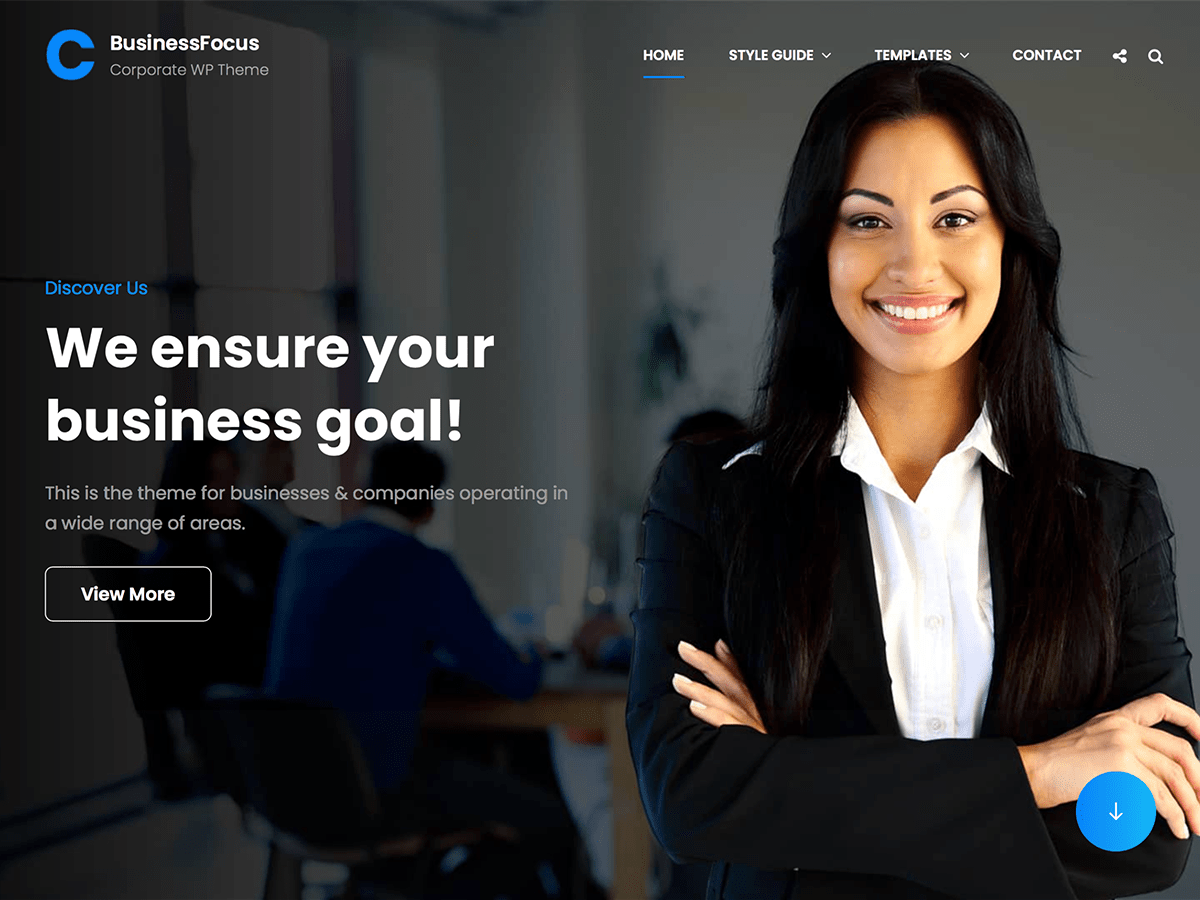 BusinessFocus
Corporate WP Theme
HOME STYLE GUIDE TEMPLATES CONTACT
Discover Us
We ensure your
business goal!
This is the theme for businesses & companies operating in
a wide range of areas.
View More